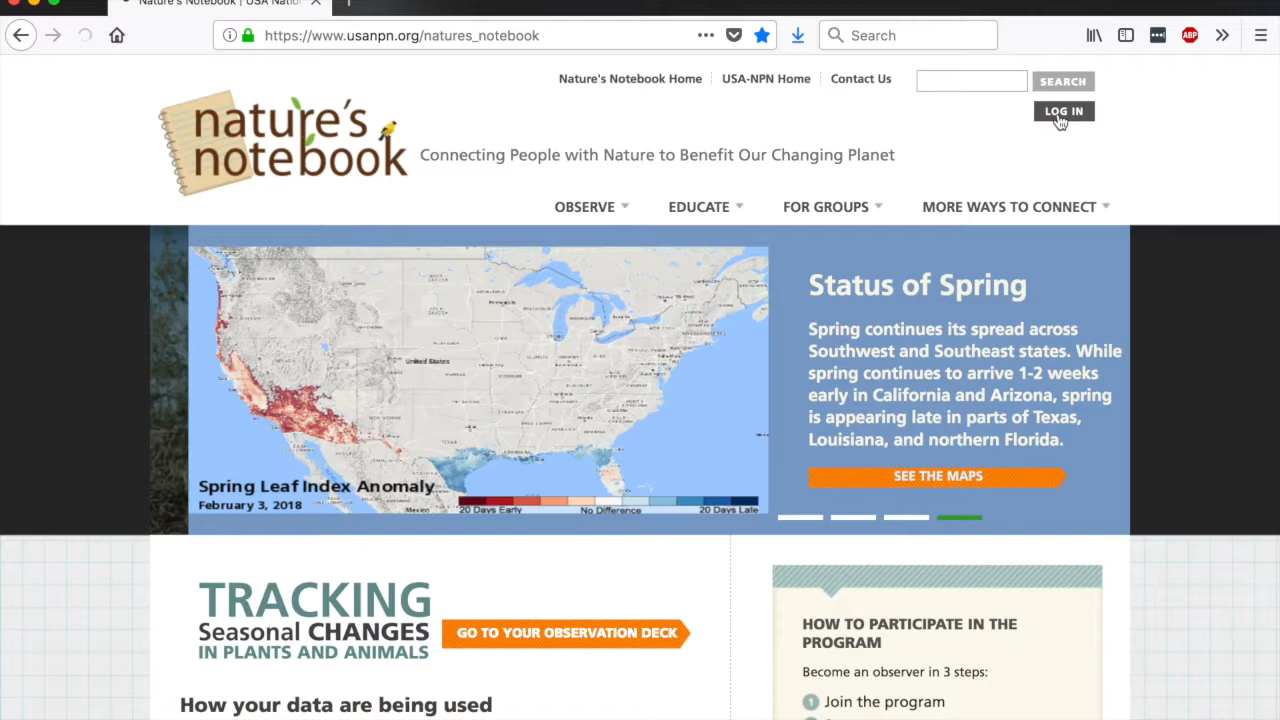 Nature's Notebook | USA Natio
https://www.usanpn.org/natures_notebook
Search
ABP
Nature's Notebook Home
USA-NPN Home
Contact Us
SEARCH
LOG IN
nature's
notebook
Connecting People with Nature to Benefit Our Changing Planet
OBSERVE
EDUCATE
FOR GROUPS
MORE WAYS TO CONNECT
United States
Mexico
Spring Leaf Index Anomaly
February 3, 2018
20 Days Early
No Difference
20 Days Late
Status of Spring
Spring continues its spread across
Southwest and Southeast states. While
spring continues to arrive 1-2 weeks
early in California and Arizona, spring
is appearing late in parts of Texas,
Louisiana, and northern Florida.
SEE THE MAPS
TRACKING
Seasonal CHANGES
IN PLANTS AND ANIMALS
GO TO YOUR OBSERVATION DECK
How your data are being used
HOW TO PARTICIPATE IN THE
PROGRAM
Become an observer in 3 steps:
1 Join the program